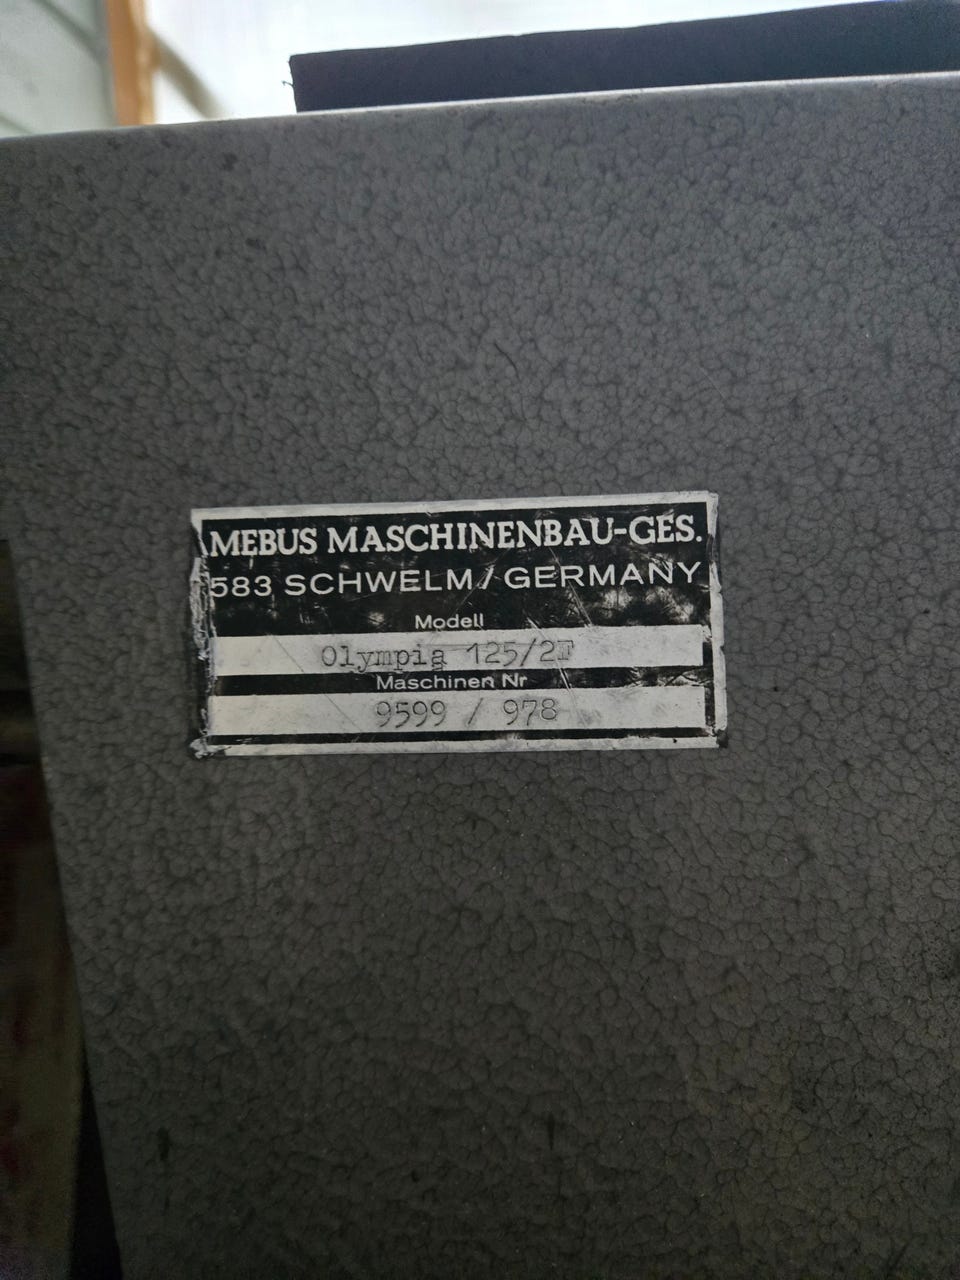 MEBUS MASCHINENBAU-GES.
583 SCHWELM/GERMANY
Modell
Olympia 125/2F
Maschinen Nr
9599 / 978